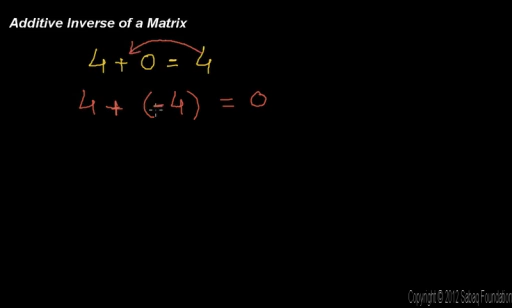 Additive Inverse of a Matrix
4 + 0 = 4
4 + (-4) = 0
Copyright © 2012 Sabaq Foundation